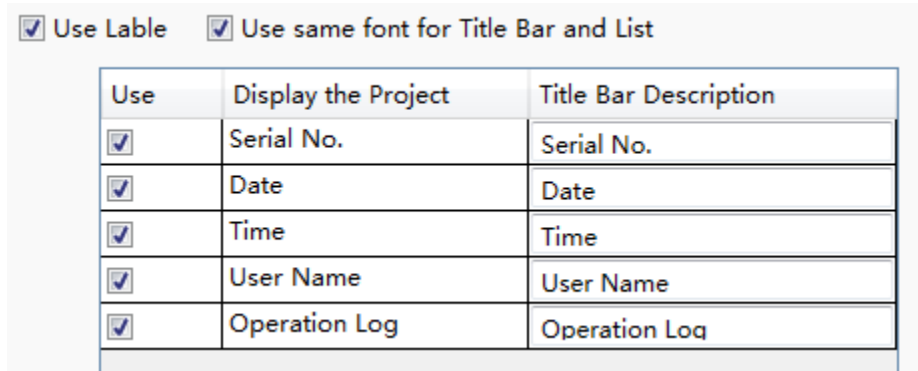 Use Lable Use same font for Title Bar and List
Use Display the Project Title Bar Description
Serial No. Serial No.
Date Date
Time Time
User Name User Name
Operation Log Operation Log